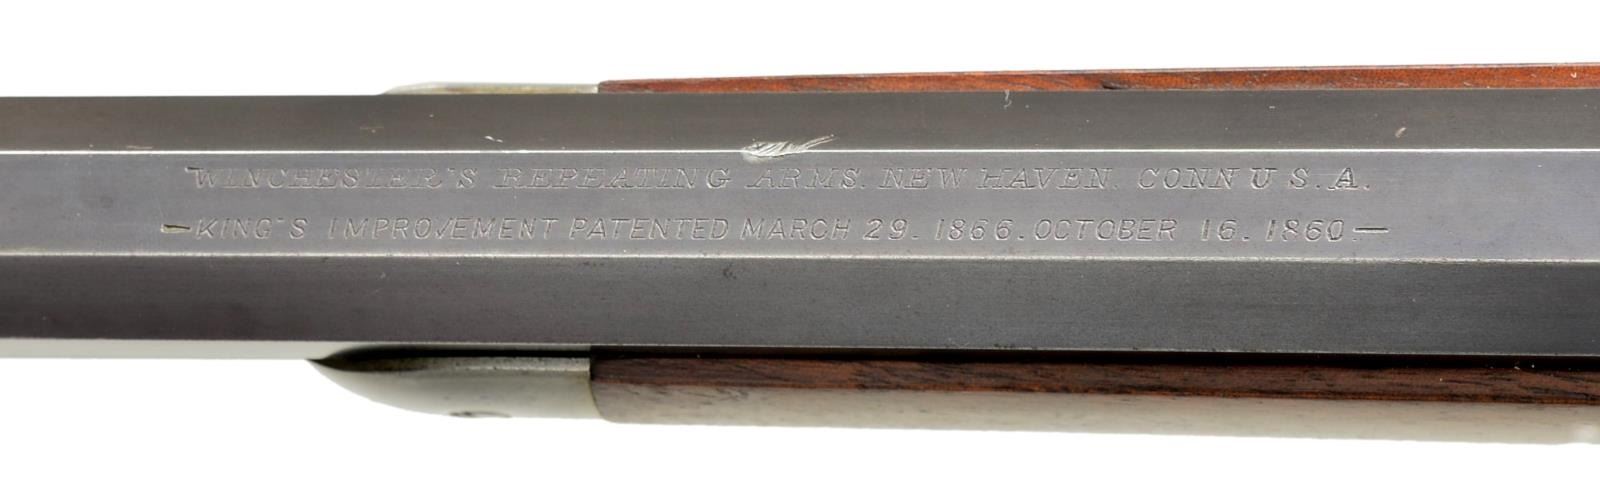 WINCHESTER'S REPEATING ARMS. NEW HAVEN. CONN U S. A.
—KING'S IMPROVEMENT PATENTED MARCH 29. 1866. OCTOBER 16. 1860.—